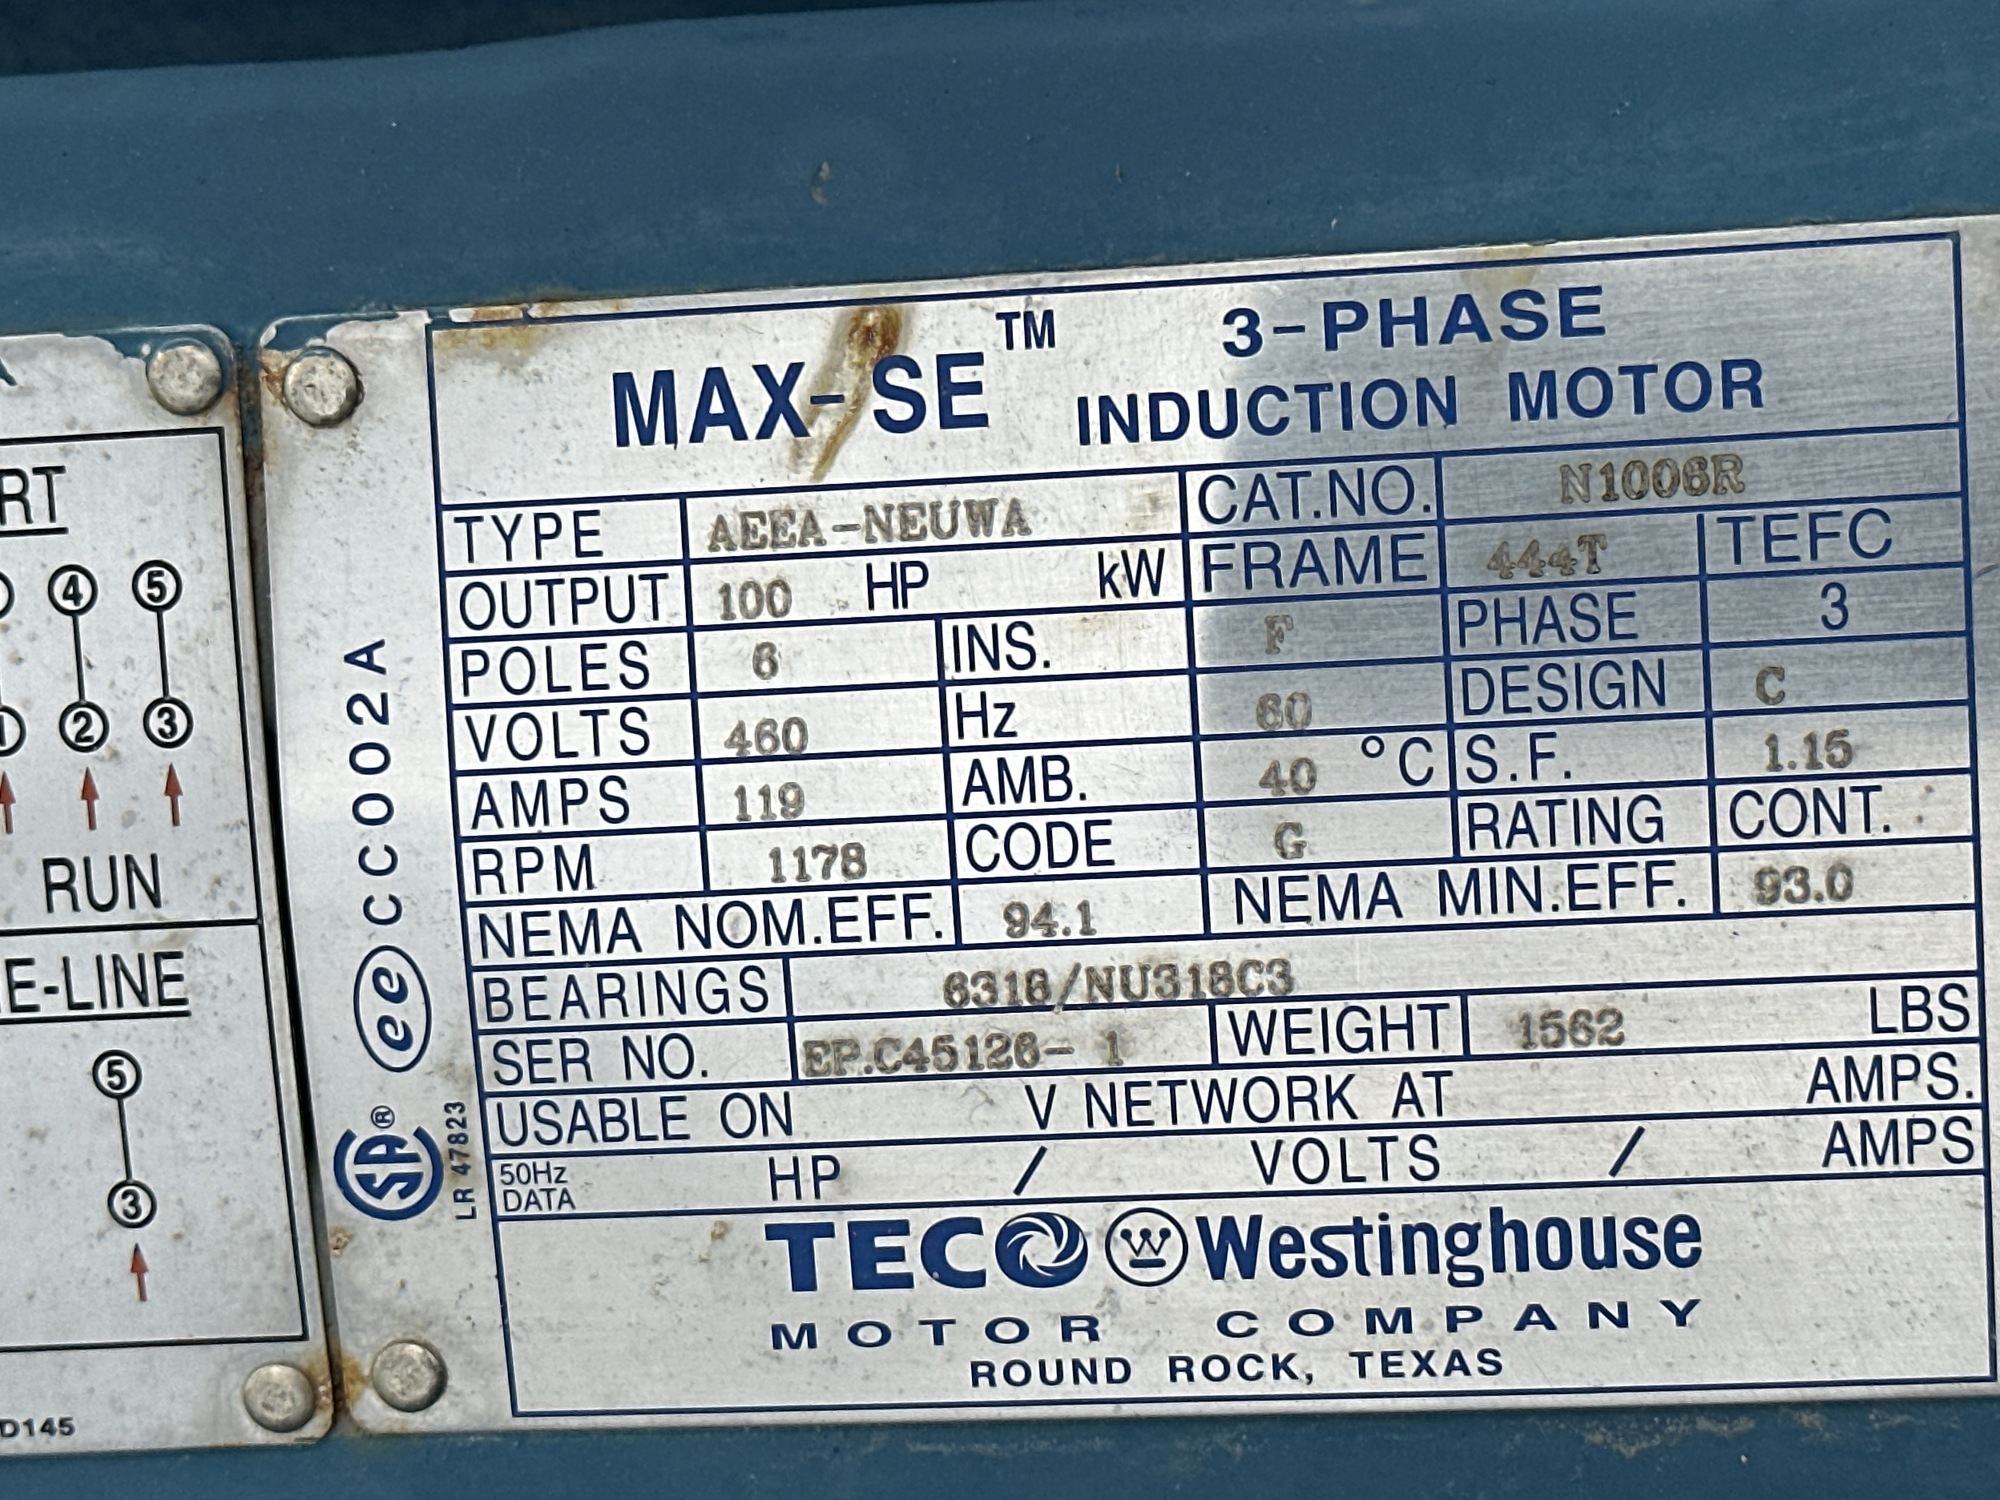 RT
4 5
1 2 3
RUN
E-LINE
5
3
D145
MAX-SE™ 3-PHASE
INDUCTION MOTOR
TYPE AEEA-NEUWA CAT.NO. N1006R
OUTPUT 100 HP kW FRAME 444T TEFC
POLES 6 INS. F PHASE 3
VOLTS 460 Hz 60 DESIGN C
AMPS 119 AMB. 40 °C S.F. 1.15
RPM 1178 CODE G RATING CONT.
NEMA NOM.EFF. 94.1 NEMA MIN.EFF. 93.0
BEARINGS 6318/NU318C3
SER NO. EP.C45126- 1 WEIGHT 1562 LBS
USABLE ON V NETWORK AT AMPS.
50Hz DATA HP / VOLTS / AMPS
TECO W Westinghouse
MOTOR COMPANY
ROUND ROCK, TEXAS
ee CC002A
SA® LR 47823